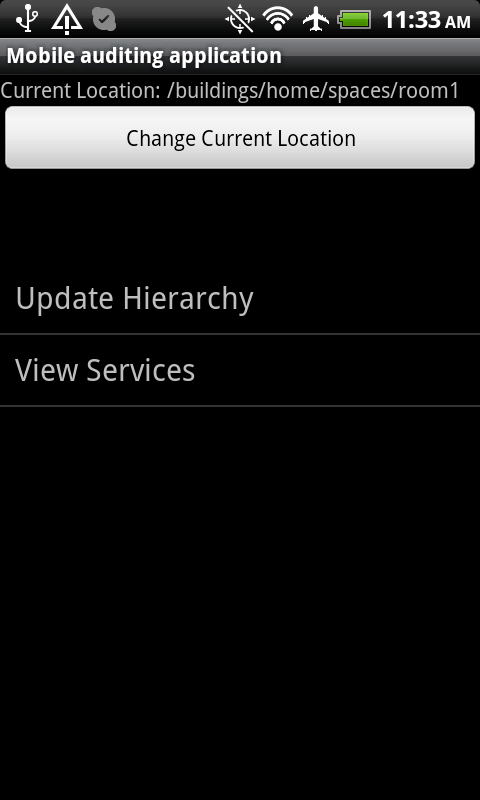 11:33 AM
Mobile auditing application
Current Location: /buildings/home/spaces/room1
Change Current Location
Update Hierarchy
View Services